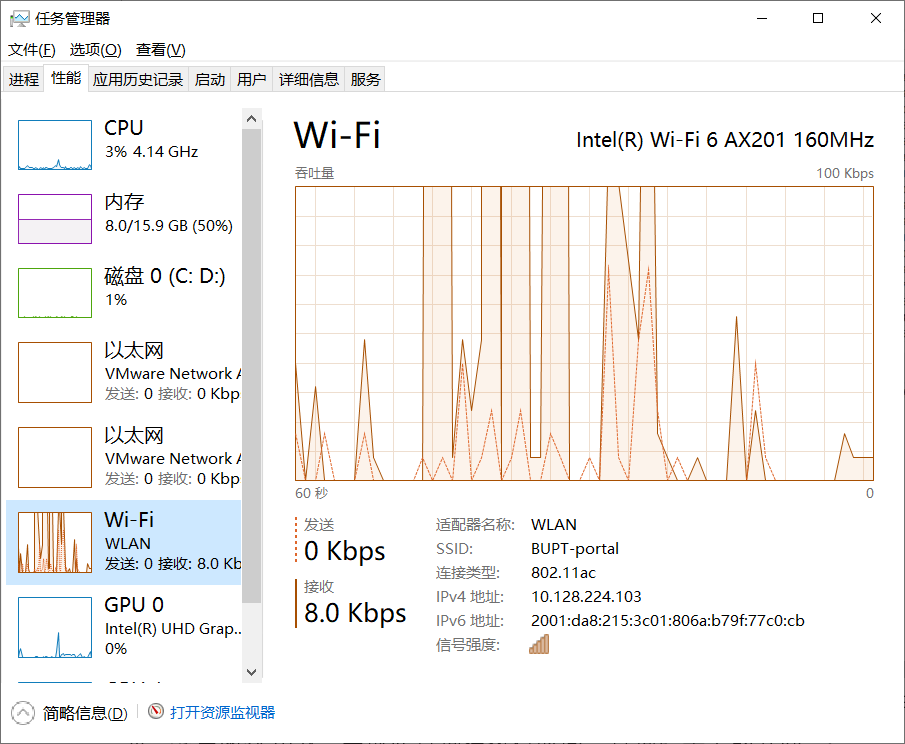 任务管理器
文件(F) 选项(O) 查看(V)
进程 性能 应用历史记录 启动 用户 详细信息 服务
CPU
3% 4.14 GHz
内存
8.0/15.9 GB (50%)
磁盘 0 (C: D:)
1%
以太网
VMware Network A
发送: 0 接收: 0 Kbp
以太网
VMware Network A
发送: 0 接收: 0 Kbp
Wi-Fi
WLAN
发送: 0 接收: 8.0 Kb
GPU 0
Intel(R) UHD Grap...
0%
Wi-Fi
Intel(R) Wi-Fi 6 AX201 160MHz
吞吐量
100 Kbps
60 秒
0
发送
0 Kbps
接收
8.0 Kbps
适配器名称: WLAN
SSID: BUPT-portal
连接类型: 802.11ac
IPv4 地址: 10.128.224.103
IPv6 地址: 2001:da8:215:3c01:806a:b79f:77c0:cb
信号强度:
简略信息(D)
打开资源监视器